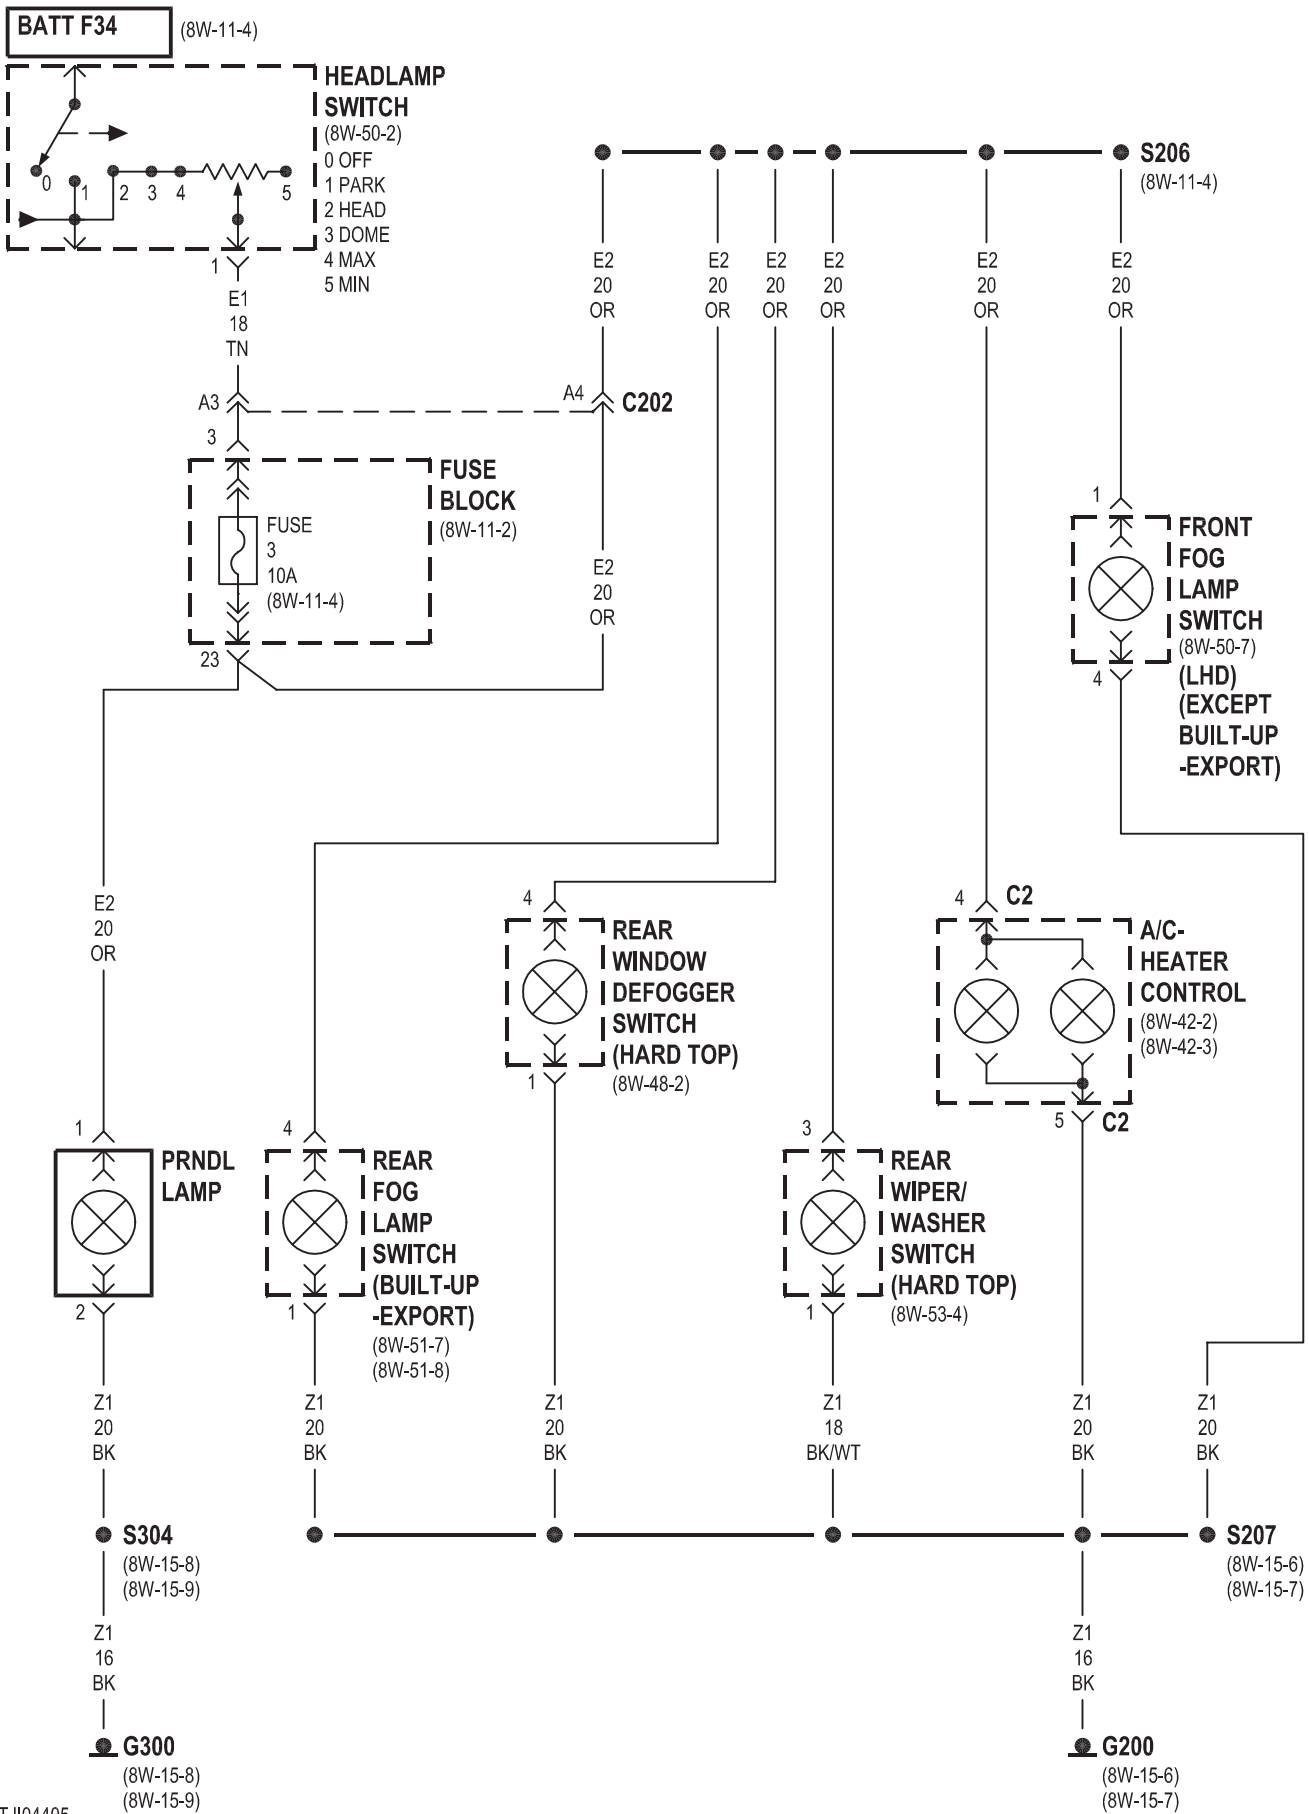 BATT F34
(8W-11-4)
HEADLAMP
SWITCH
(8W-50-2)
0 OFF
1 PARK
2 HEAD
3 DOME
4 MAX
5 MIN
0
1
2
3
4
5
1
E1
18
TN
S206
(8W-11-4)
E2
20
OR
E2
20
OR
E2
20
OR
E2
20
OR
E2
20
OR
E2
20
OR
A3
A4
C202
3
FUSE
BLOCK
(8W-11-2)
FUSE
3
10A
(8W-11-4)
23
E2
20
OR
1
FRONT
FOG
LAMP
SWITCH
(8W-50-7)
(LHD)
(EXCEPT
BUILT-UP
-EXPORT)
4
E2
20
OR
4
REAR
WINDOW
DEFOGGER
SWITCH
(HARD TOP)
(8W-48-2)
1
4
C2
A/C-
HEATER
CONTROL
(8W-42-2)
(8W-42-3)
5
C2
1
PRNDL
LAMP
2
4
REAR
FOG
LAMP
SWITCH
(BUILT-UP
-EXPORT)
(8W-51-7)
(8W-51-8)
1
3
REAR
WIPER/
WASHER
SWITCH
(HARD TOP)
(8W-53-4)
1
Z1
20
BK
Z1
20
BK
Z1
20
BK
Z1
18
BK/WT
Z1
20
BK
Z1
20
BK
S304
(8W-15-8)
(8W-15-9)
S207
(8W-15-6)
(8W-15-7)
Z1
16
BK
Z1
16
BK
G300
(8W-15-8)
(8W-15-9)
G200
(8W-15-6)
(8W-15-7)